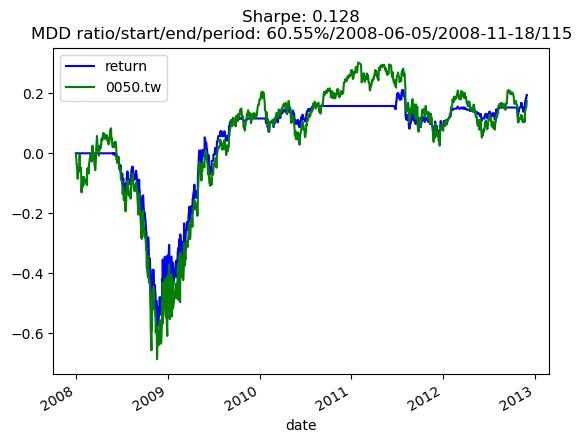 Sharpe: 0.128
MDD ratio/start/end/period: 60.55%/2008-06-05/2008-11-18/115
return
0050.tw
0.2
0.0
−0.2
−0.4
−0.6
2008
2009
2010
2011
2012
2013
date